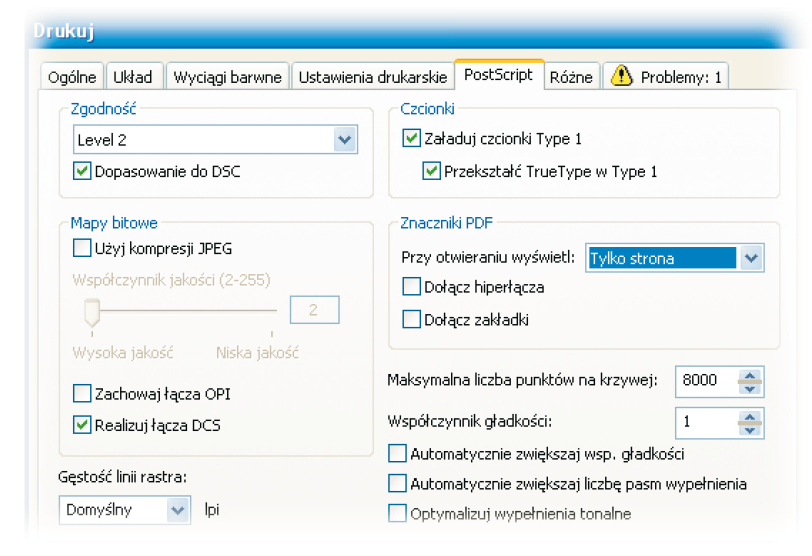 Drukuj
Ogólne Układ Wyciągi barwne Ustawienia drukarskie PostScript Różne Problemy: 1
Zgodność
Level 2
Dopasowanie do DSC
Czcionki
Załaduj czcionki Type 1
Przekształć TrueType w Type 1
Mapy bitowe
Użyj kompresji JPEG
Współczynnik jakości (2-255)
2
Wysoka jakość Niska jakość
Zachowaj łącza OPI
Realizuj łącza DCS
Znaczniki PDF
Przy otwieraniu wyświetl: Tylko strona
Dołącz hiperłącza
Dołącz zakładki
Gęstość linii rastra:
Domyślny lpi
Maksymalna liczba punktów na krzywej: 8000
Współczynnik gładkości: 1
Automatycznie zwiększaj wsp. gładkości
Automatycznie zwiększaj liczbę pasm wypełnienia
Optymalizuj wypełnienia tonalne